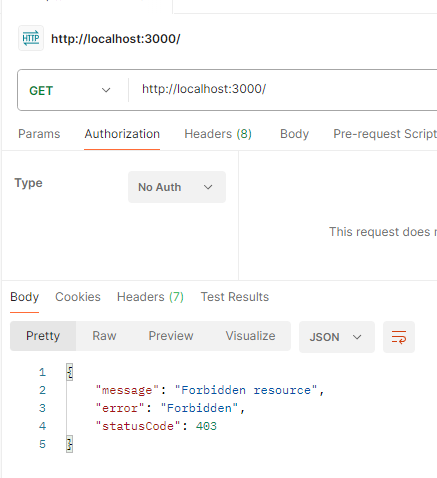 HTTP http://localhost:3000/
GET http://localhost:3000/
Params Authorization Headers (8) Body Pre-request Script
Type No Auth
This request does
Body Cookies Headers (7) Test Results
Pretty Raw Preview Visualize JSON
1 {
2 "message": "Forbidden resource",
3 "error": "Forbidden",
4 "statusCode": 403
5 }